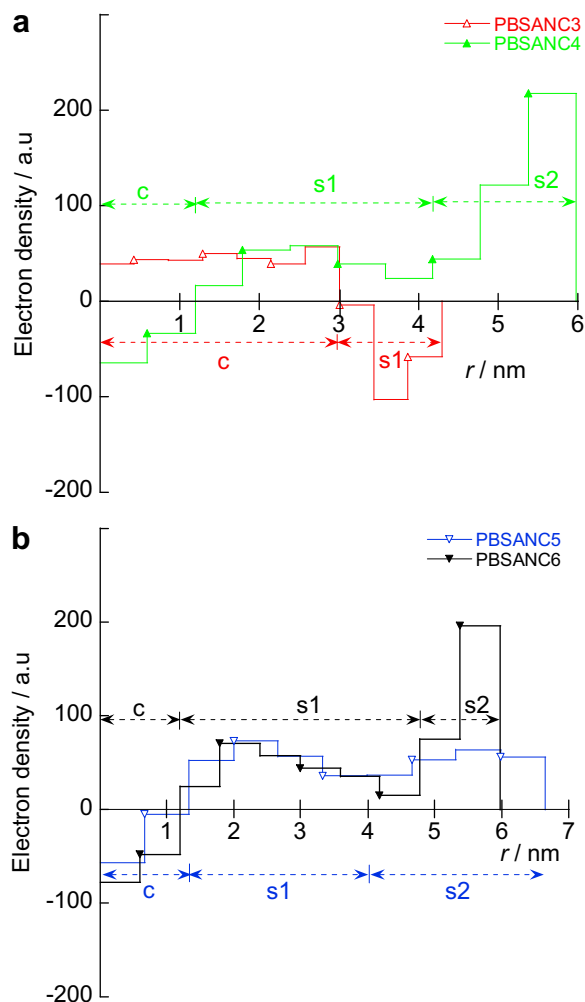 a
PBSANC3
PBSANC4
Electron density / a.u
200
100
0
-100
-200
c
s1
s2
1
2
3
4
5
6
c
s1
r / nm
b
PBSANC5
PBSANC6
Electron density / a.u
200
100
0
-100
-200
c
s1
s2
1
2
3
4
5
6
7
r / nm
c
s1
s2